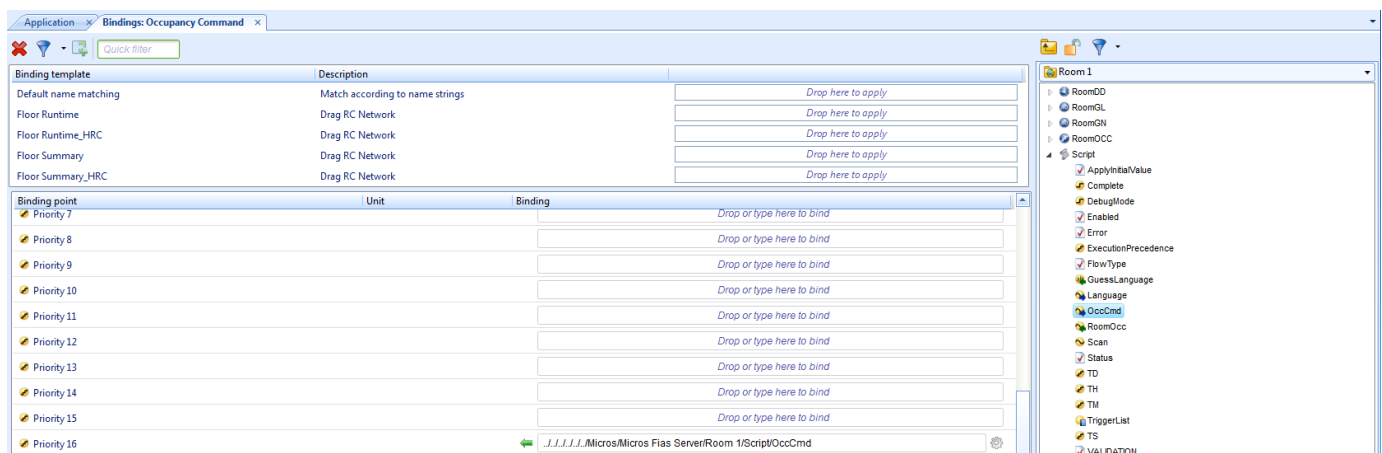 Application × Bindings: Occupancy Command ×
Quick filter
Binding template Description
Default name matching Match according to name strings Drop here to apply
Floor Runtime Drag RC Network Drop here to apply
Floor Runtime_HRC Drag RC Network Drop here to apply
Floor Summary Drag RC Network Drop here to apply
Floor Summary_HRC Drag RC Network Drop here to apply
Binding point Unit Binding
Priority 7 Drop or type here to bind
Priority 8 Drop or type here to bind
Priority 9 Drop or type here to bind
Priority 10 Drop or type here to bind
Priority 11 Drop or type here to bind
Priority 12 Drop or type here to bind
Priority 13 Drop or type here to bind
Priority 14 Drop or type here to bind
Priority 15 Drop or type here to bind
Priority 16 ../../../../../../Micros/Micros Fias Server/Room 1/Script/OccCmd
Room 1
RoomDD
RoomGL
RoomGN
RoomOCC
Script
ApplyInitialValue
Complete
DebugMode
Enabled
Error
ExecutionPrecedence
FlowType
GuessLanguage
Language
OccCmd
RoomOcc
Scan
Status
TD
TH
TM
TriggerList
TS
VALIDATION